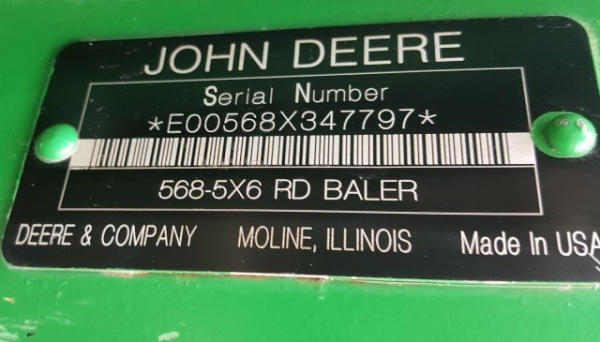 JOHN DEERE
Serial Number
*E00568X347797*
568-5X6 RD BALER
DEERE & COMPANY MOLINE, ILLINOIS Made In USA